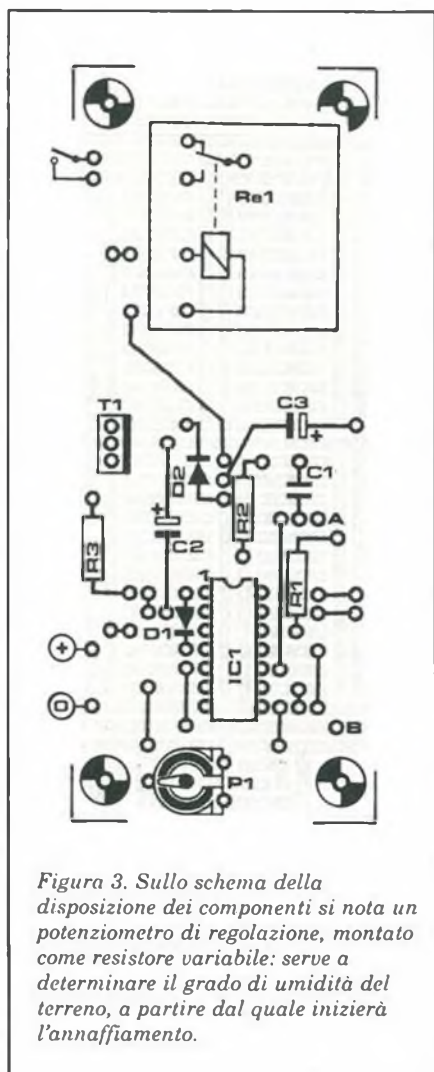 Re1
T1
C3
+
D2
C1
+
C2
R2
A
R3
R1
1
D1
IC1
+
0
B
P1
Figura 3. Sullo schema della
disposizione dei componenti si nota un
potenziometro di regolazione, montato
come resistore variabile: serve a
determinare il grado di umidità del
terreno, a partire dal quale inizierà
l'annaffiamento.